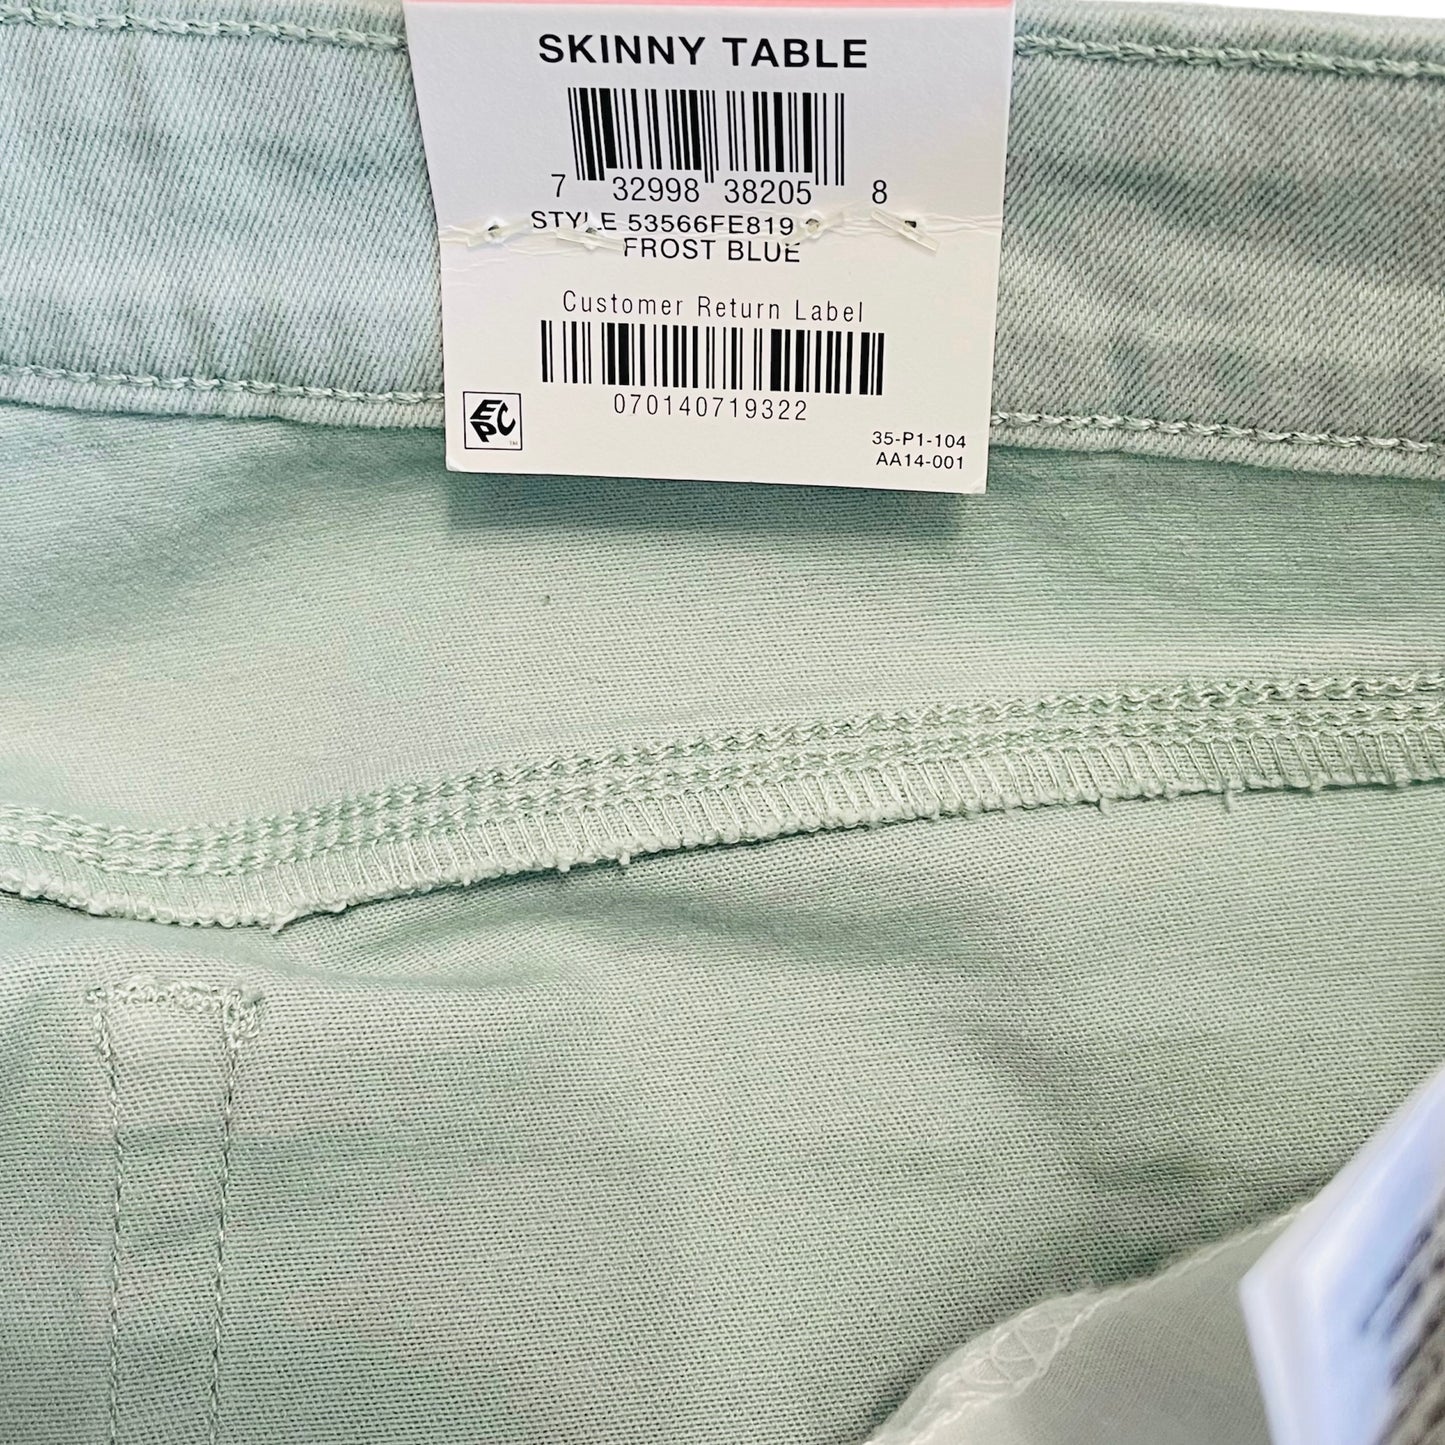 SKINNY TABLE
7 32998 38205 8
STYLE 53566FE819
FROST BLUE
Customer Return Label
070140719322
EPC TM
35-P1-104
AA14-001